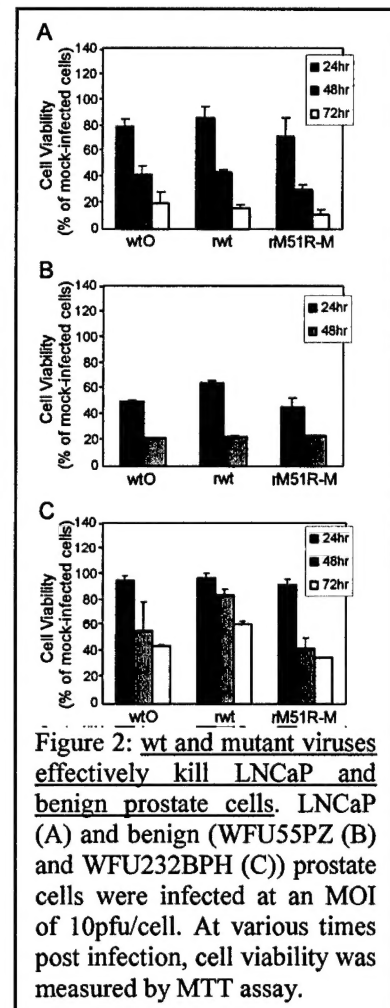 A
Cell Viability
(% of mock-infected cells)
140
120
100
80
60
40
20
0
24hr
48hr
72hr
wtO rwt rM51R-M
B
Cell Viability
(% of mock-infected cells)
140
120
100
80
60
40
20
0
24hr
48hr
wtO rwt rM51R-M
C
Cell Viability
(% of mock-infected cells)
140
120
100
80
60
40
20
0
24hr
48hr
72hr
wtO rwt rM51R-M
Figure 2: wt and mutant viruses
effectively kill LNCaP and
benign prostate cells. LNCaP
(A) and benign (WFU55PZ (B)
and WFU232BPH (C)) prostate
cells were infected at an MOI
of 10pfu/cell. At various times
post infection, cell viability was
measured by MTT assay.